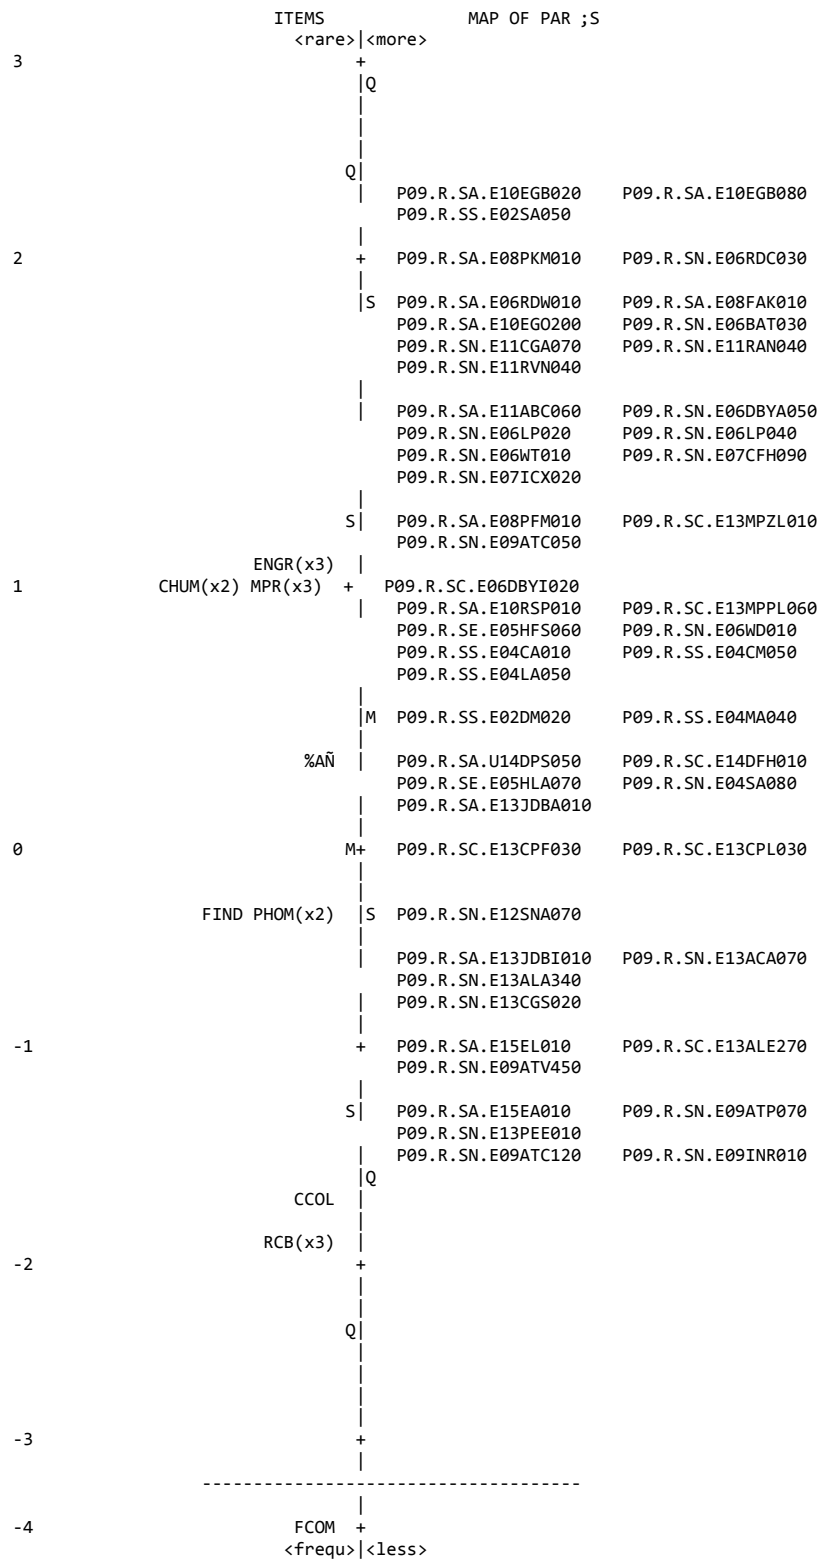 ITEMS MAP OF PAR ;S
<rare>|<more>
3 +
|Q
|
|
|
Q|
| P09.R.SA.E10EGB020 P09.R.SA.E10EGB080
P09.R.SS.E02SA050
|
2 + P09.R.SA.E08PKM010 P09.R.SN.E06RDC030
|
|S P09.R.SA.E06RDW010 P09.R.SA.E08FAK010
P09.R.SA.E10EGO200 P09.R.SN.E06BAT030
P09.R.SN.E11CGA070 P09.R.SN.E11RAN040
P09.R.SN.E11RVN040
|
| P09.R.SA.E11ABC060 P09.R.SN.E06DBYA050
P09.R.SN.E06LP020 P09.R.SN.E06LP040
P09.R.SN.E06WT010 P09.R.SN.E07CFH090
P09.R.SN.E07ICX020
|
S| P09.R.SA.E08PFM010 P09.R.SC.E13MPZL010
P09.R.SN.E09ATC050
ENGR(x3) |
1 CHUM(x2) MPR(x3) + P09.R.SC.E06DBYI020
| P09.R.SA.E10RSP010 P09.R.SC.E13MPPL060
P09.R.SE.E05HFS060 P09.R.SN.E06WD010
P09.R.SS.E04CA010 P09.R.SS.E04CM050
P09.R.SS.E04LA050
|
|M P09.R.SS.E02DM020 P09.R.SS.E04MA040
|
%AÑ | P09.R.SA.U14DPS050 P09.R.SC.E14DFH010
P09.R.SE.E05HLA070 P09.R.SN.E04SA080
| P09.R.SA.E13JDBA010
|
0 M+ P09.R.SC.E13CPF030 P09.R.SC.E13CPL030
|
|
FIND PHOM(x2) |S P09.R.SN.E12SNA070
|
| P09.R.SA.E13JDBI010 P09.R.SN.E13ACA070
P09.R.SN.E13ALA340
| P09.R.SN.E13CGS020
|
-1 + P09.R.SA.E15EL010 P09.R.SC.E13ALE270
P09.R.SN.E09ATV450
|
S| P09.R.SA.E15EA010 P09.R.SN.E09ATP070
P09.R.SN.E13PEE010
| P09.R.SN.E09ATC120 P09.R.SN.E09INR010
|Q
CCOL |
|
RCB(x3) |
-2 +
|
|
Q|
|
|
|
|
-3 +
|
-------------------------------------
|
-4 FCOM +
<frequ>|<less>